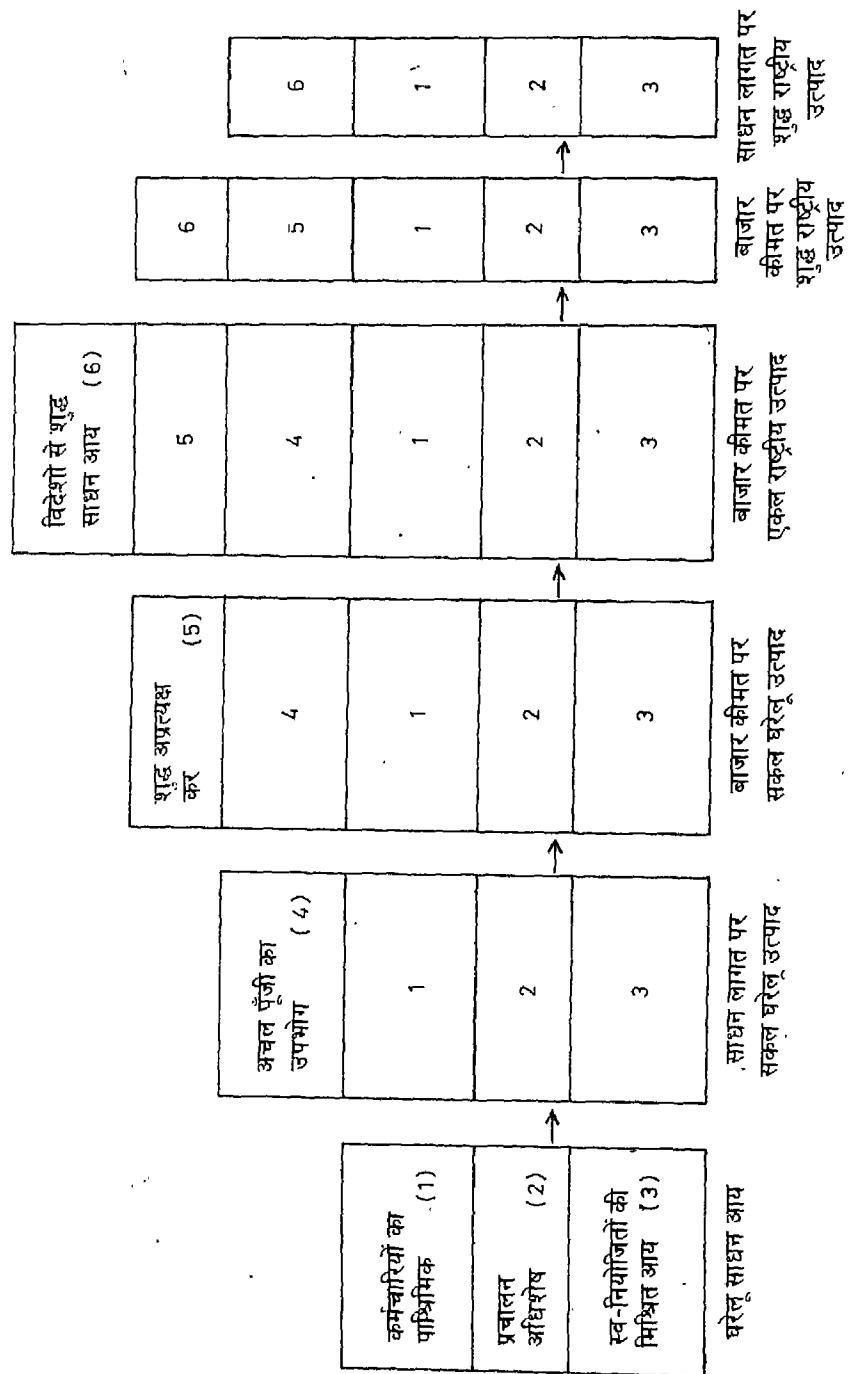 कर्मचारियों का
पाश्रिमिक (1)
प्रचालन
अधिशेष (2)
स्व-नियोजितों की
मिश्रित आय (3)
घरेलू साधन आय
अचल पूँजी का
उपभोग (4)
1
2
3
साधन लागत पर
सकल घरेलू उत्पाद
शुद्ध अप्रत्यक्ष
कर (5)
4
1
2
3
बाजार कीमत पर
सकल घरेलू उत्पाद
विदेशों से शुद्ध
साधन आय (6)
5
4
1
2
3
बाजार कीमत पर
एकल राष्ट्रीय उत्पाद
6
5
1
2
3
बाजार
कीमत पर
शुद्ध राष्ट्रीय
उत्पाद
6
1
2
3
साधन लागत पर
शुद्ध राष्ट्रीय
उत्पाद